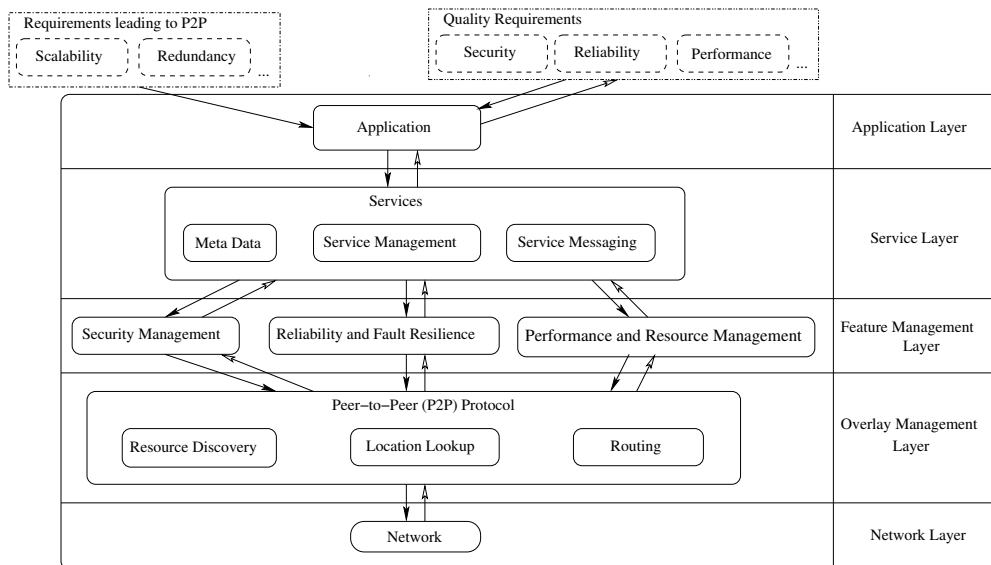 Requirements leading to P2P
Scalability
Redundancy
...
Quality Requirements
Security
Reliability
Performance
...
Application
Application Layer
Services
Meta Data
Service Management
Service Messaging
Service Layer
Security Management
Reliability and Fault Resilience
Performance and Resource Management
Feature Management
Layer
Peer−to−Peer (P2P) Protocol
Resource Discovery
Location Lookup
Routing
Overlay Management
Layer
Network
Network Layer